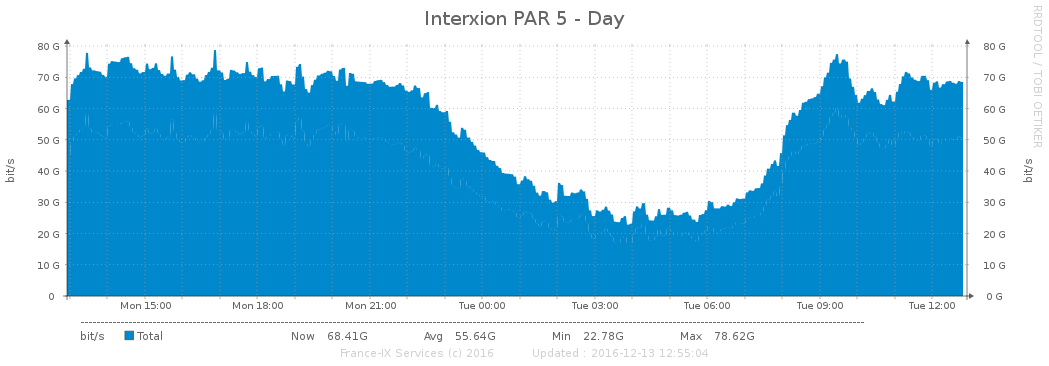 Interxion PAR 5 - Day
RRDTOOL / TOBI OETIKER
bit/s
80 G
70 G
60 G
50 G
40 G
30 G
20 G
10 G
0
80 G
70 G
60 G
50 G
40 G
30 G
20 G
10 G
0 G
bit/s
Mon 15:00 Mon 18:00 Mon 21:00 Tue 00:00 Tue 03:00 Tue 06:00 Tue 09:00 Tue 12:00
bit/s Total Now 68.41G Avg 55.64G Min 22.78G Max 78.62G
France-IX Services (c) 2016 Updated : 2016-12-13 12:55:04